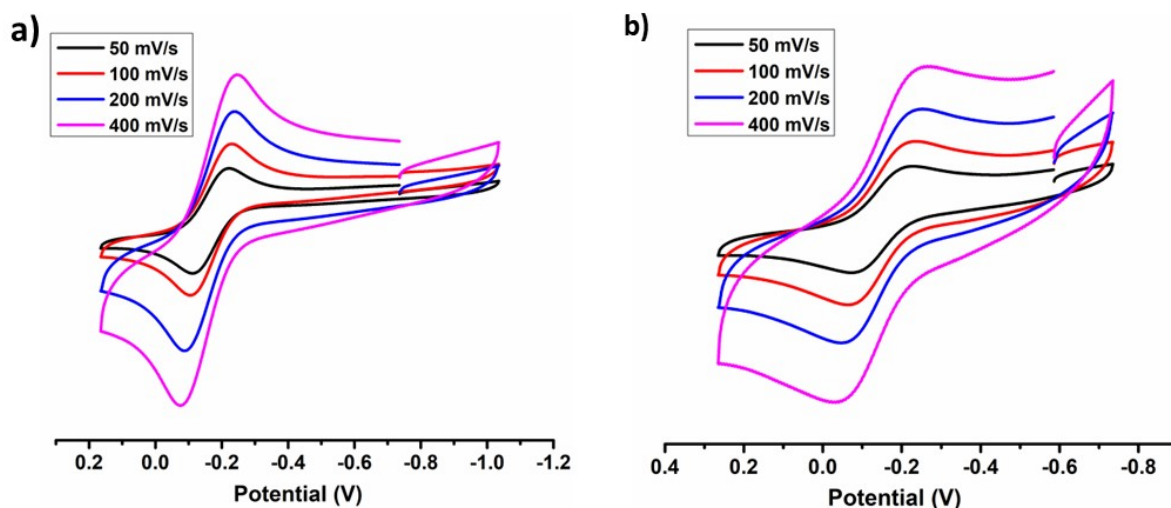 a)
50 mV/s
100 mV/s
200 mV/s
400 mV/s
0.2 0.0 -0.2 -0.4 -0.6 -0.8 -1.0 -1.2
Potential (V)
b)
50 mV/s
100 mV/s
200 mV/s
400 mV/s
0.4 0.2 0.0 -0.2 -0.4 -0.6 -0.8
Potential (V)